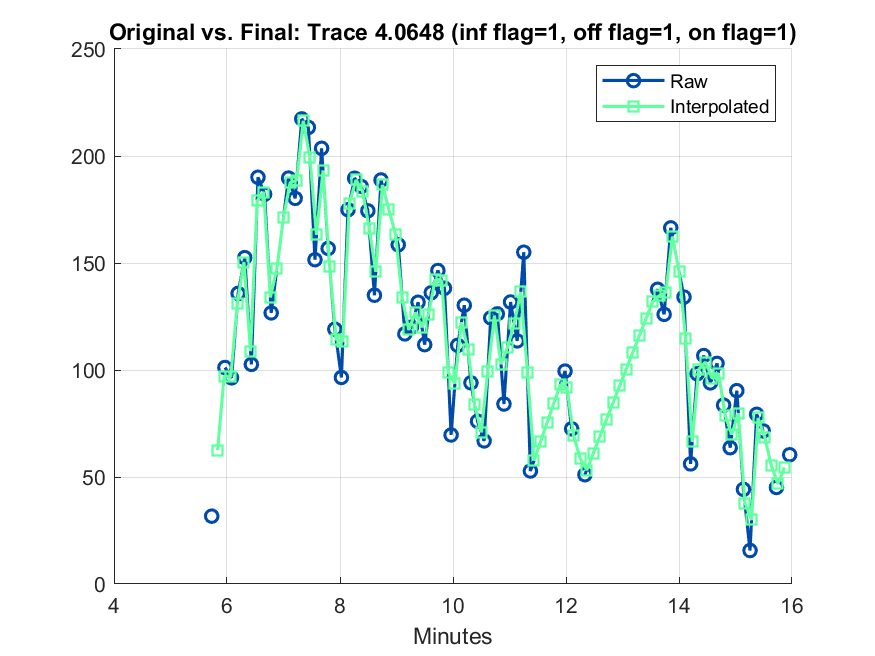 Original vs. Final: Trace 4.0648 (inf flag=1, off flag=1, on flag=1)
250
200
150
100
50
0
Raw
Interpolated
4 6 8 10 12 14 16
Minutes